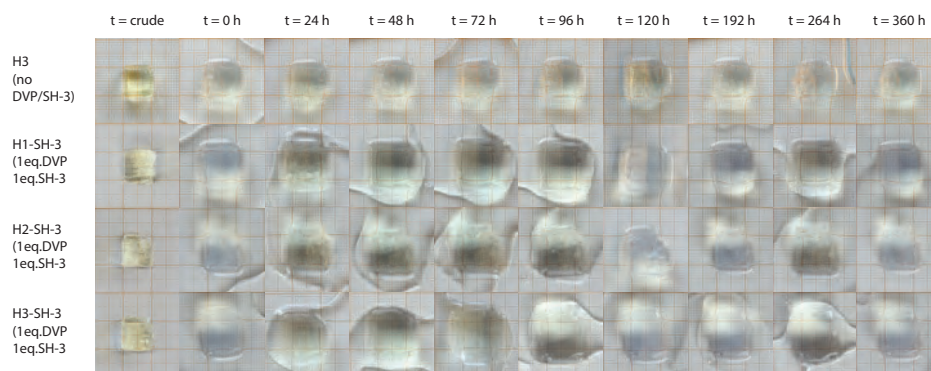 t = crude t = 0 h t = 24 h t = 48 h t = 72 h t = 96 h t = 120 h t = 192 h t = 264 h t = 360 h
H3
(no
DVP/SH-3)
H1-SH-3
(1eq.DVP
1eq.SH-3
H2-SH-3
(1eq.DVP
1eq.SH-3
H3-SH-3
(1eq.DVP
1eq.SH-3